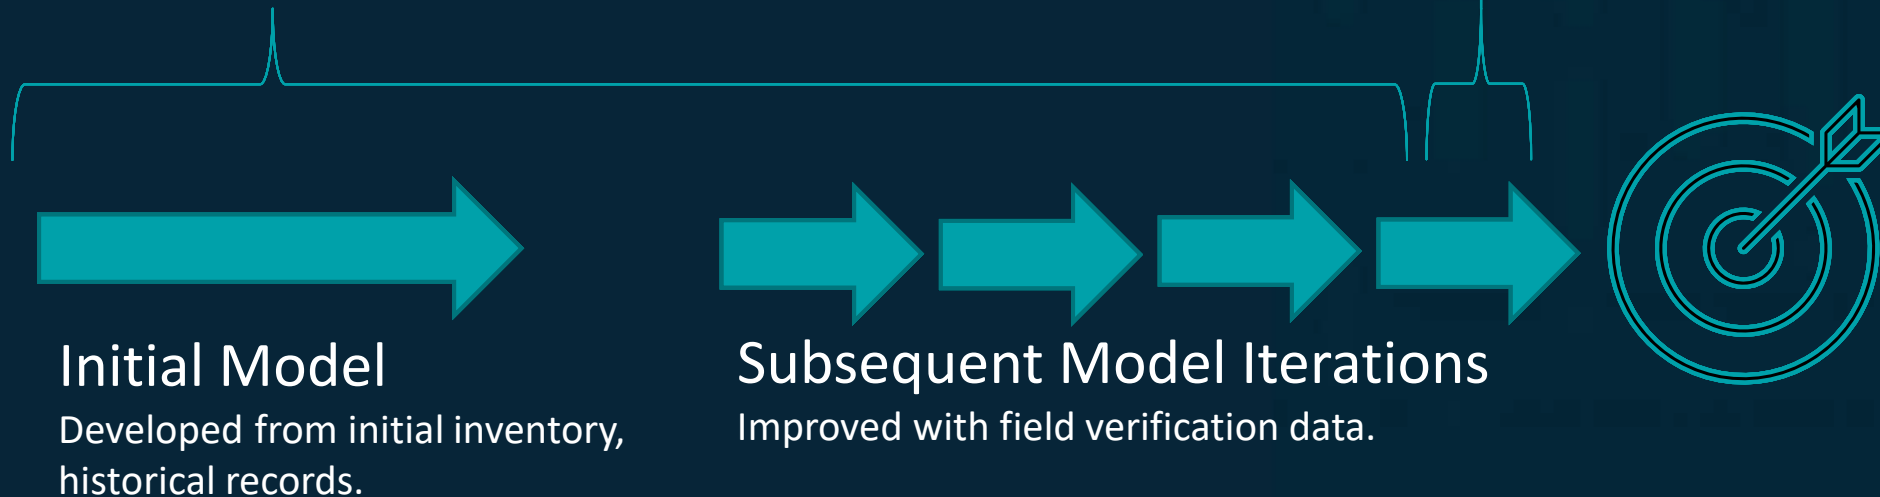 Initial Model
Developed from initial inventory,
historical records.
Subsequent Model Iterations
Improved with field verification data.